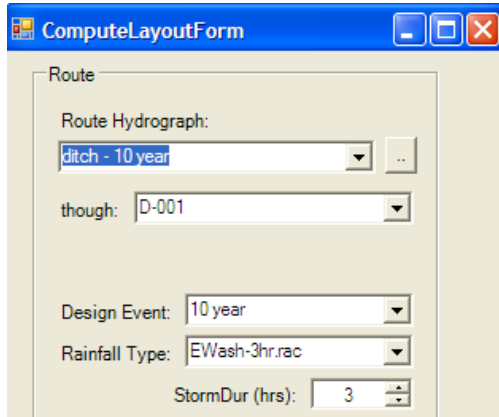 ComputeLayoutForm
Route
Route Hydrograph:
ditch - 10 year
..
though: D-001
Design Event: 10 year
Rainfall Type: EWash-3hr.rac
StormDur (hrs): 3